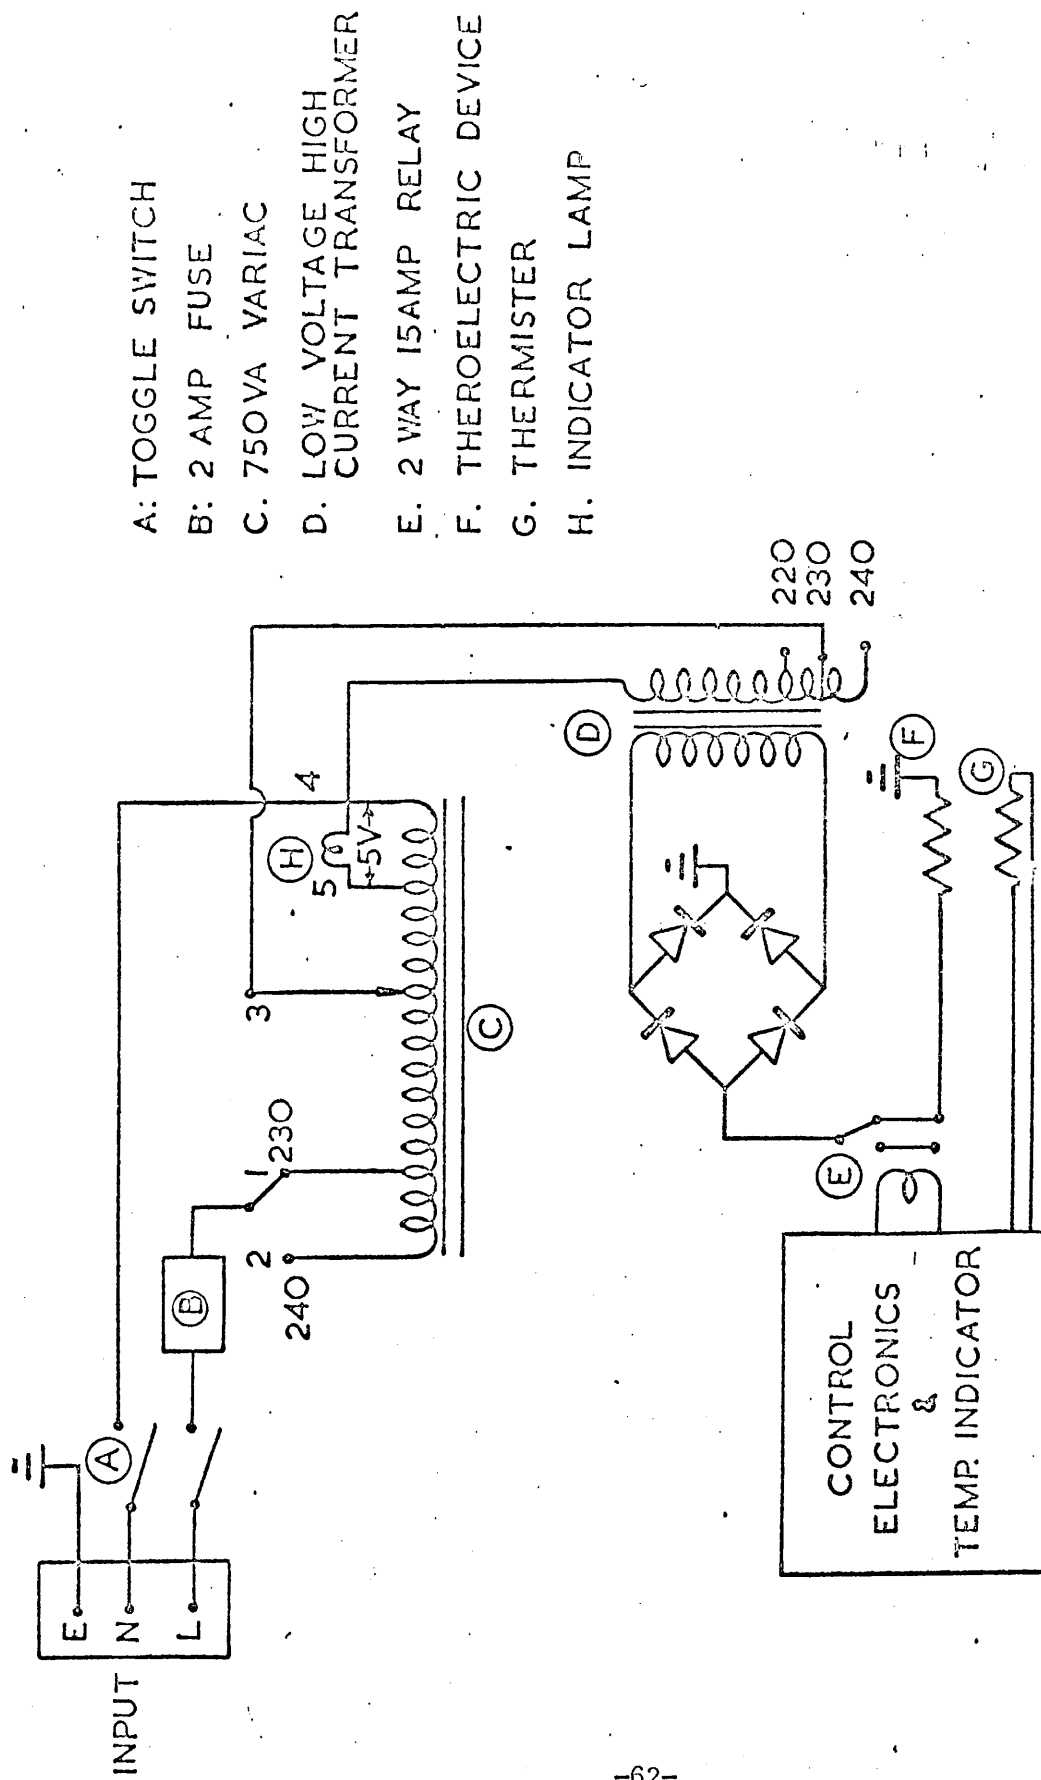 A: TOGGLE SWITCH
B: 2 AMP FUSE
C. 750VA VARIAC
D. LOW VOLTAGE HIGH
CURRENT TRANSFORMER
E. 2 WAY 15AMP RELAY
F. THEROELECTRIC DEVICE
G. THERMISTER
H. INDICATOR LAMP
INPUT
E
N
L
A
B
2
240
1
230
3
5
H
5V
4
C
D
220
230
240
E
F
G
CONTROL
ELECTRONICS
&
TEMP. INDICATOR
-62-